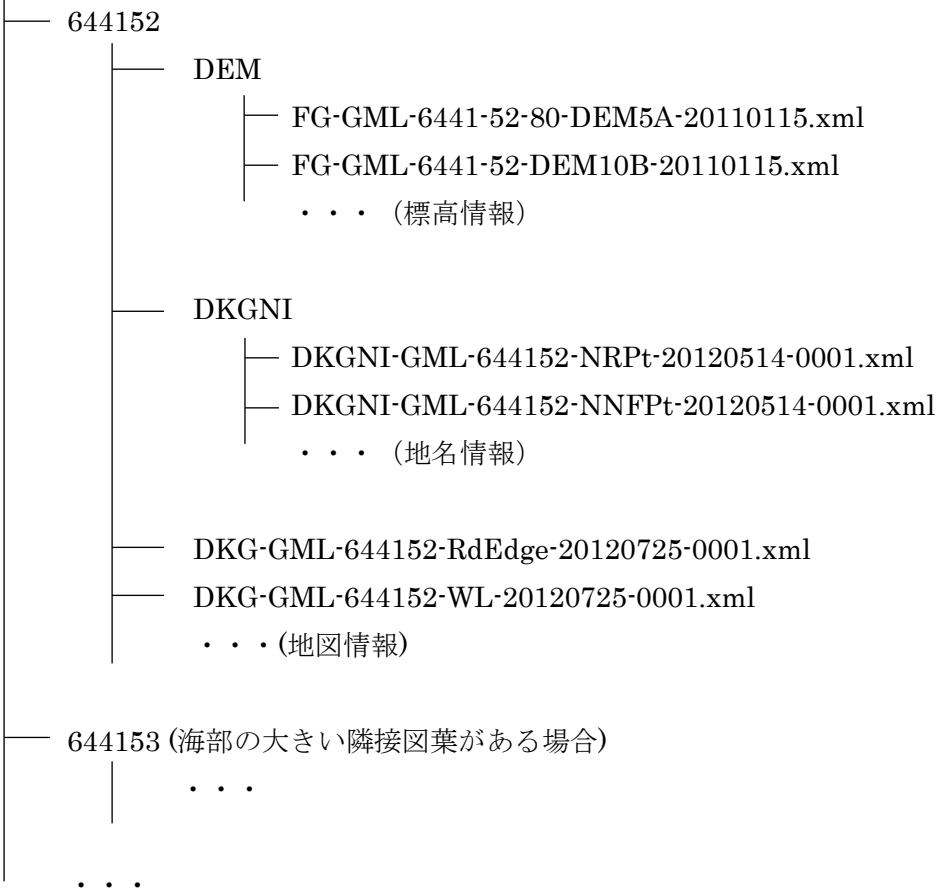 644152
DEM
FG-GML-6441-52-80-DEM5A-20110115.xml
FG-GML-6441-52-DEM10B-20110115.xml
・・・（標高情報）
DKGNI
DKGNI-GML-644152-NRPt-20120514-0001.xml
DKGNI-GML-644152-NNFPt-20120514-0001.xml
・・・（地名情報）
DKG-GML-644152-RdEdge-20120725-0001.xml
DKG-GML-644152-WL-20120725-0001.xml
・・・(地図情報)
644153 (海部の大きい隣接図葉がある場合)
・・・
・・・